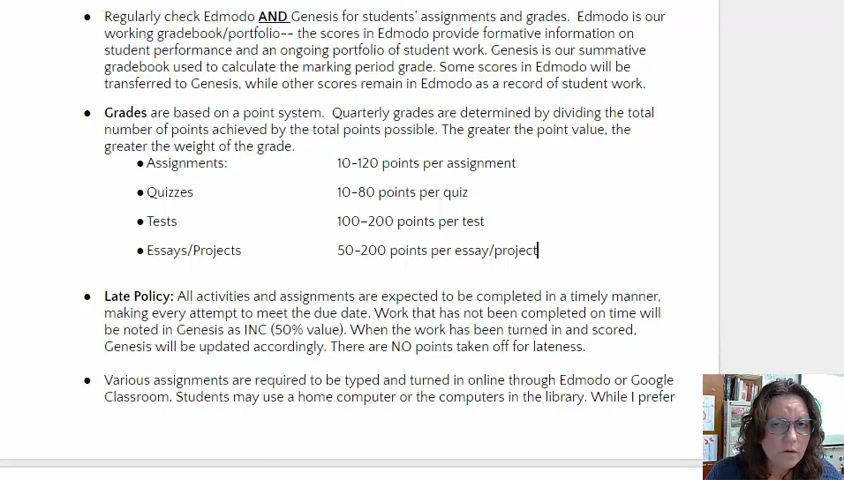 ● Regularly check Edmodo AND Genesis for students' assignments and grades.  Edmodo is our
working gradebook/portfolio-- the scores in Edmodo provide formative information on
student performance and an ongoing portfolio of student work. Genesis is our summative
gradebook used to calculate the marking period grade. Some scores in Edmodo will be
transferred to Genesis, while other scores remain in Edmodo as a record of student work.
● Grades are based on a point system.  Quarterly grades are determined by dividing the total
number of points achieved by the total points possible. The greater the point value, the
greater the weight of the grade.
● Assignments: 10-120 points per assignment
● Quizzes 10-80 points per quiz
● Tests 100-200 points per test
● Essays/Projects 50-200 points per essay/project
● Late Policy: All activities and assignments are expected to be completed in a timely manner,
making every attempt to meet the due date. Work that has not been completed on time will
be noted in Genesis as INC (50% value). When the work has been turned in and scored,
Genesis will be updated accordingly. There are NO points taken off for lateness.
● Various assignments are required to be typed and turned in online through Edmodo or Google
Classroom. Students may use a home computer or the computers in the library. While I prefer